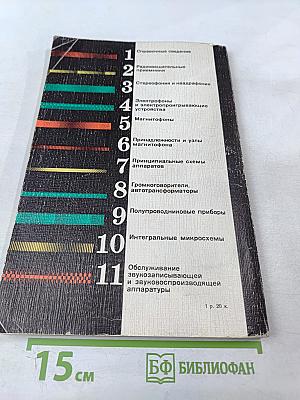 1 Справочные сведения
2 Радиовещательные
приемники
3 Стереофония и квадрафония
4 Электрофоны
и электропроигрывающие
устройства
5 Магнитофоны
6 Принадлежности и узлы
магнитофона
7 Принципиальные схемы
аппаратов
8 Громкоговорители,
автотрансформаторы
9 Полупроводниковые приборы
10 Интегральные микросхемы
11 Обслуживание
звукозаписывающей
и звуковоспроизводящей
аппаратуры
1 р. 20 к.
15 см
БФ БИБЛИОФАН